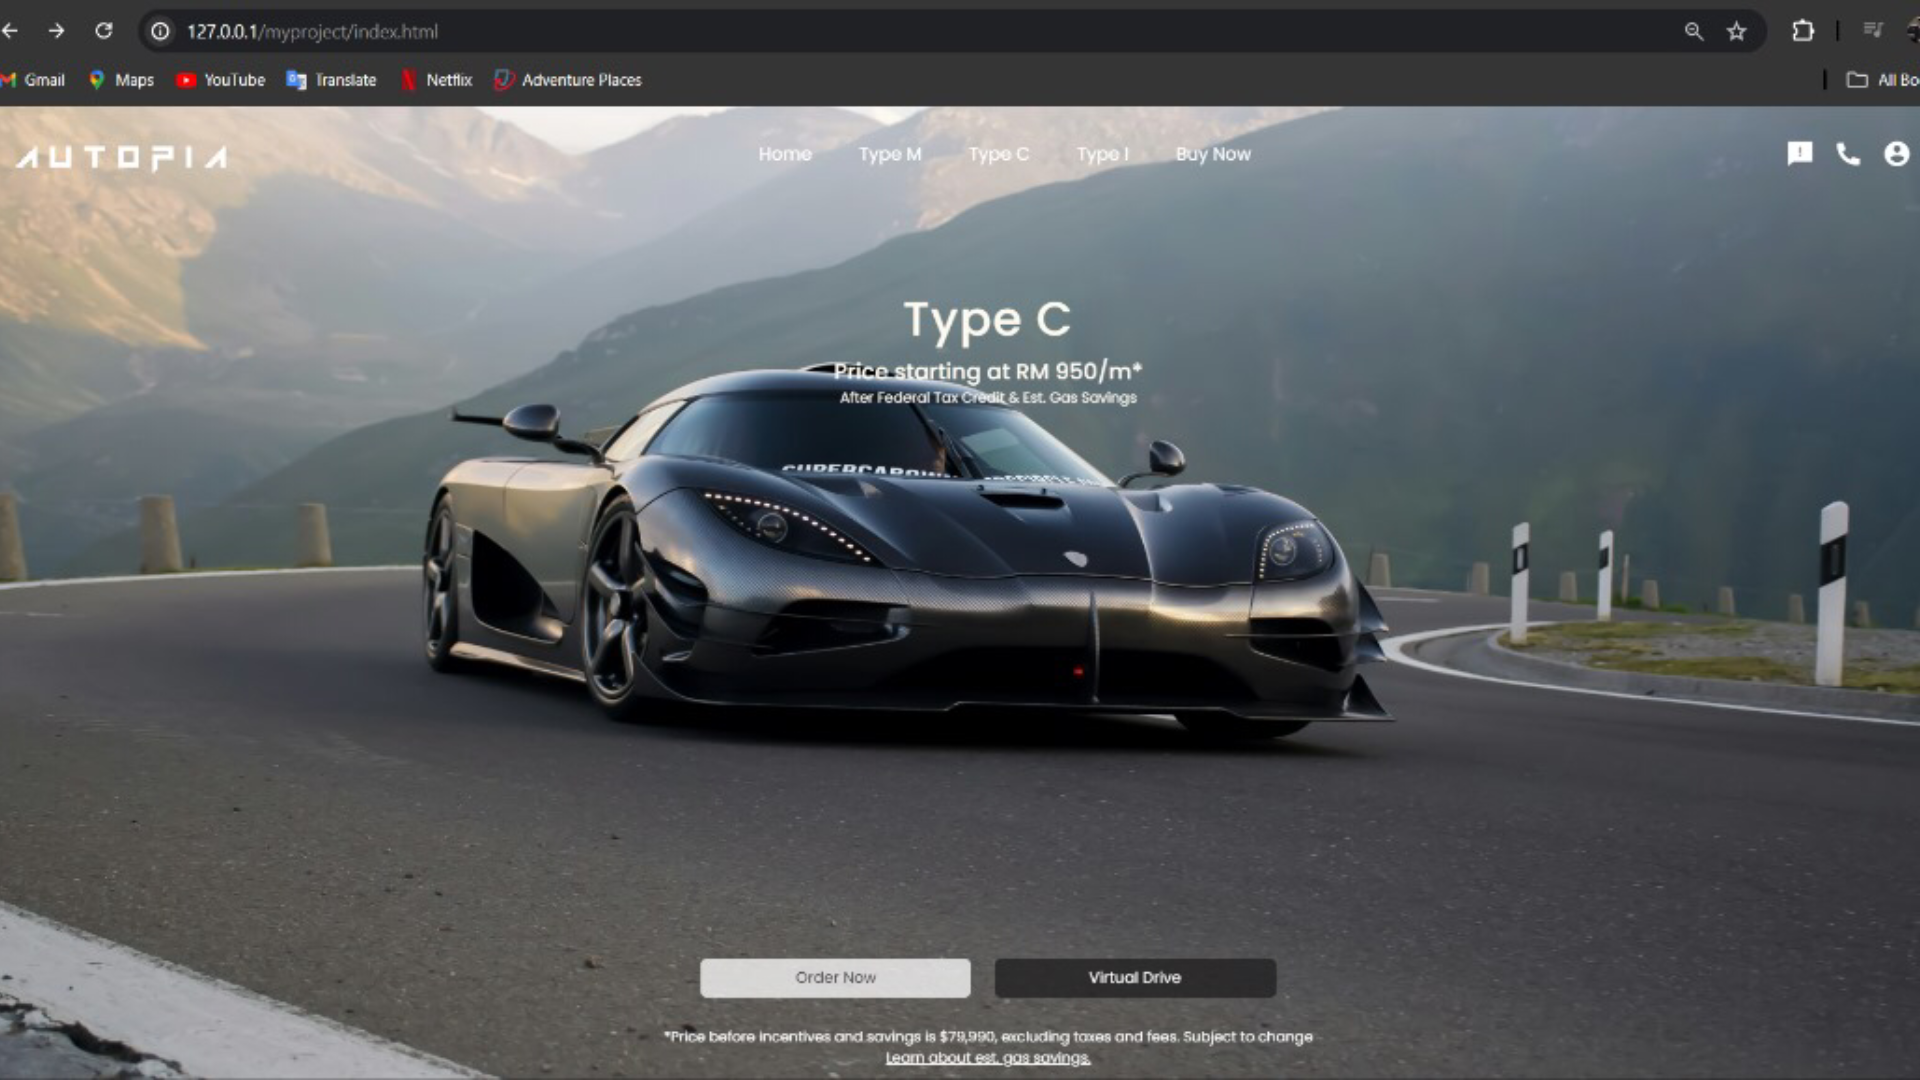 127.0.0.1/myproject/index.html
Gmail Maps YouTube Translate Netflix Adventure Places All Bo
AUTOPIA Home Type M Type C Type I Buy Now
Type C
Price starting at RM 950/m*
After Federal Tax Credit & Est. Gas Savings
Order Now Virtual Drive
*Price before incentives and savings is $79,990, excluding taxes and fees. Subject to change
Learn about est. gas savings.